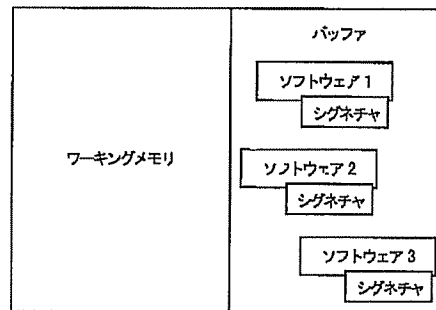 バッファ
ソフトウェア 1
シグネチャ
ワーキングメモリ
ソフトウェア 2
シグネチャ
ソフトウェア 3
シグネチャ